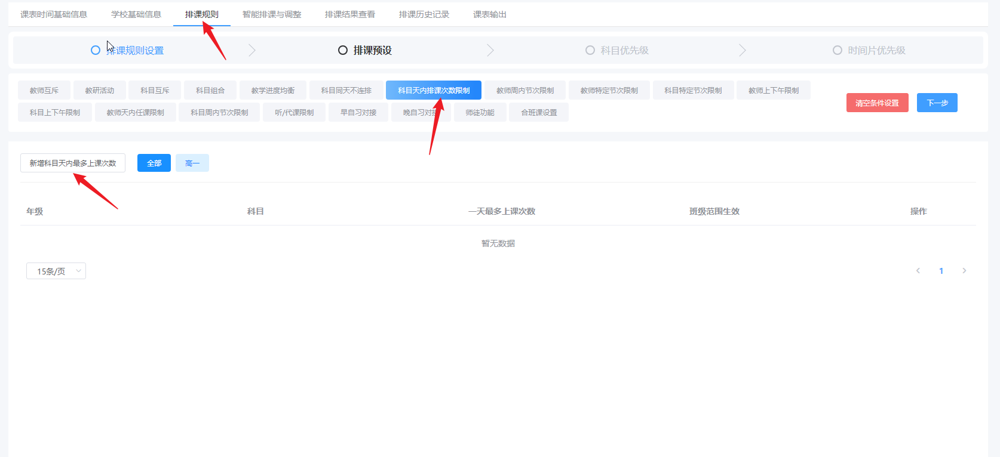 课表时间基础信息 学校基础信息 排课规则 智能排课与调整 排课结果查看 排课历史记录 课表输出
排课规则设置 排课预设 科目优先级 时间片优先级
教师互斥 教研活动 科目互斥 科目组合 教学进度均衡 科目同天不连排 科目天内排课次数限制 教师周内节次限制 教师特定节次限制 科目特定节次限制 教师上下午限制
科目上下午限制 教师天内任课限制 科目周内节次限制 听/代课限制 早自习对接 晚自习对接 师徒功能 合班课设置
清空条件设置 下一步
新增科目天内最多上课次数 全部 高一
年级 科目 一天最多上课次数 班级范围生效 操作
暂无数据
15条/页 1